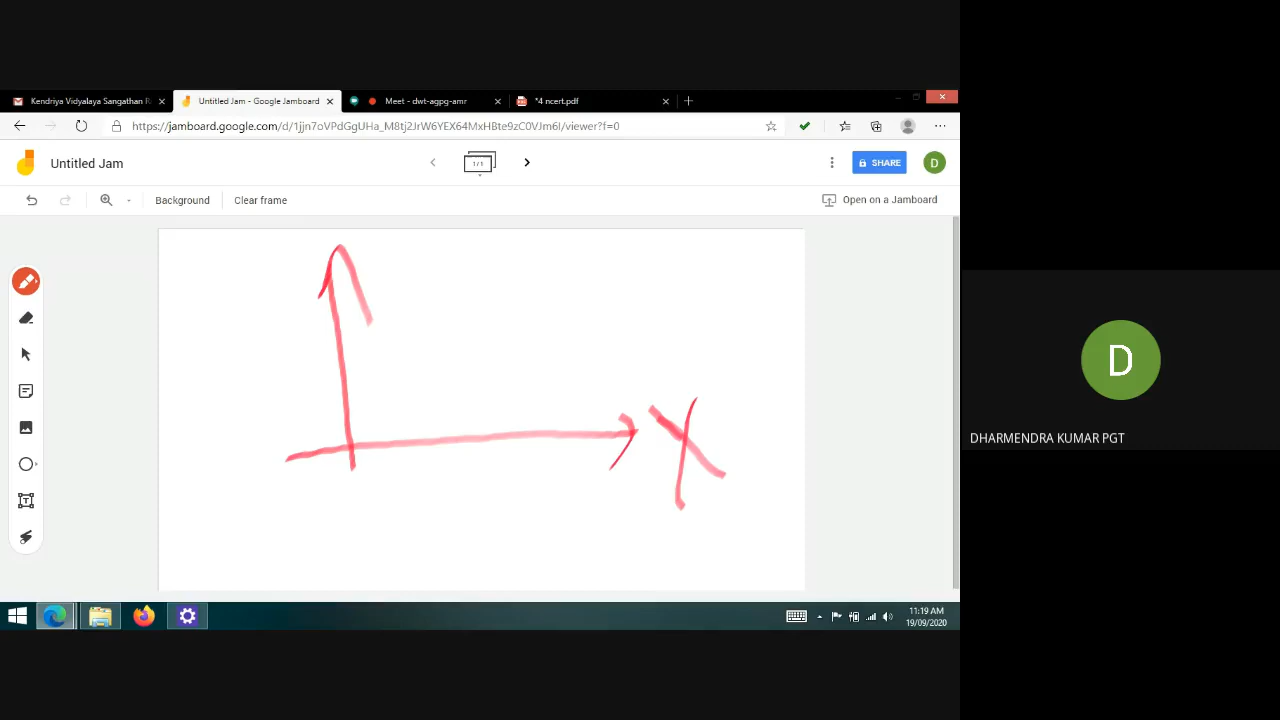 Kendriya Vidyalaya Sangathan R
Untitled Jam - Google Jamboard
Meet - dwt-agpg-amr
*4 ncert.pdf
https://jamboard.google.com/d/1jjn7oVPdGgUHa_M8tj2JrW6YEX64MxHBte9zC0VJm6I/viewer?f=0
Untitled Jam
1/1
SHARE
D
Background
Clear frame
Open on a Jamboard
X
D
DHARMENDRA KUMAR PGT
11:19 AM
19/09/2020